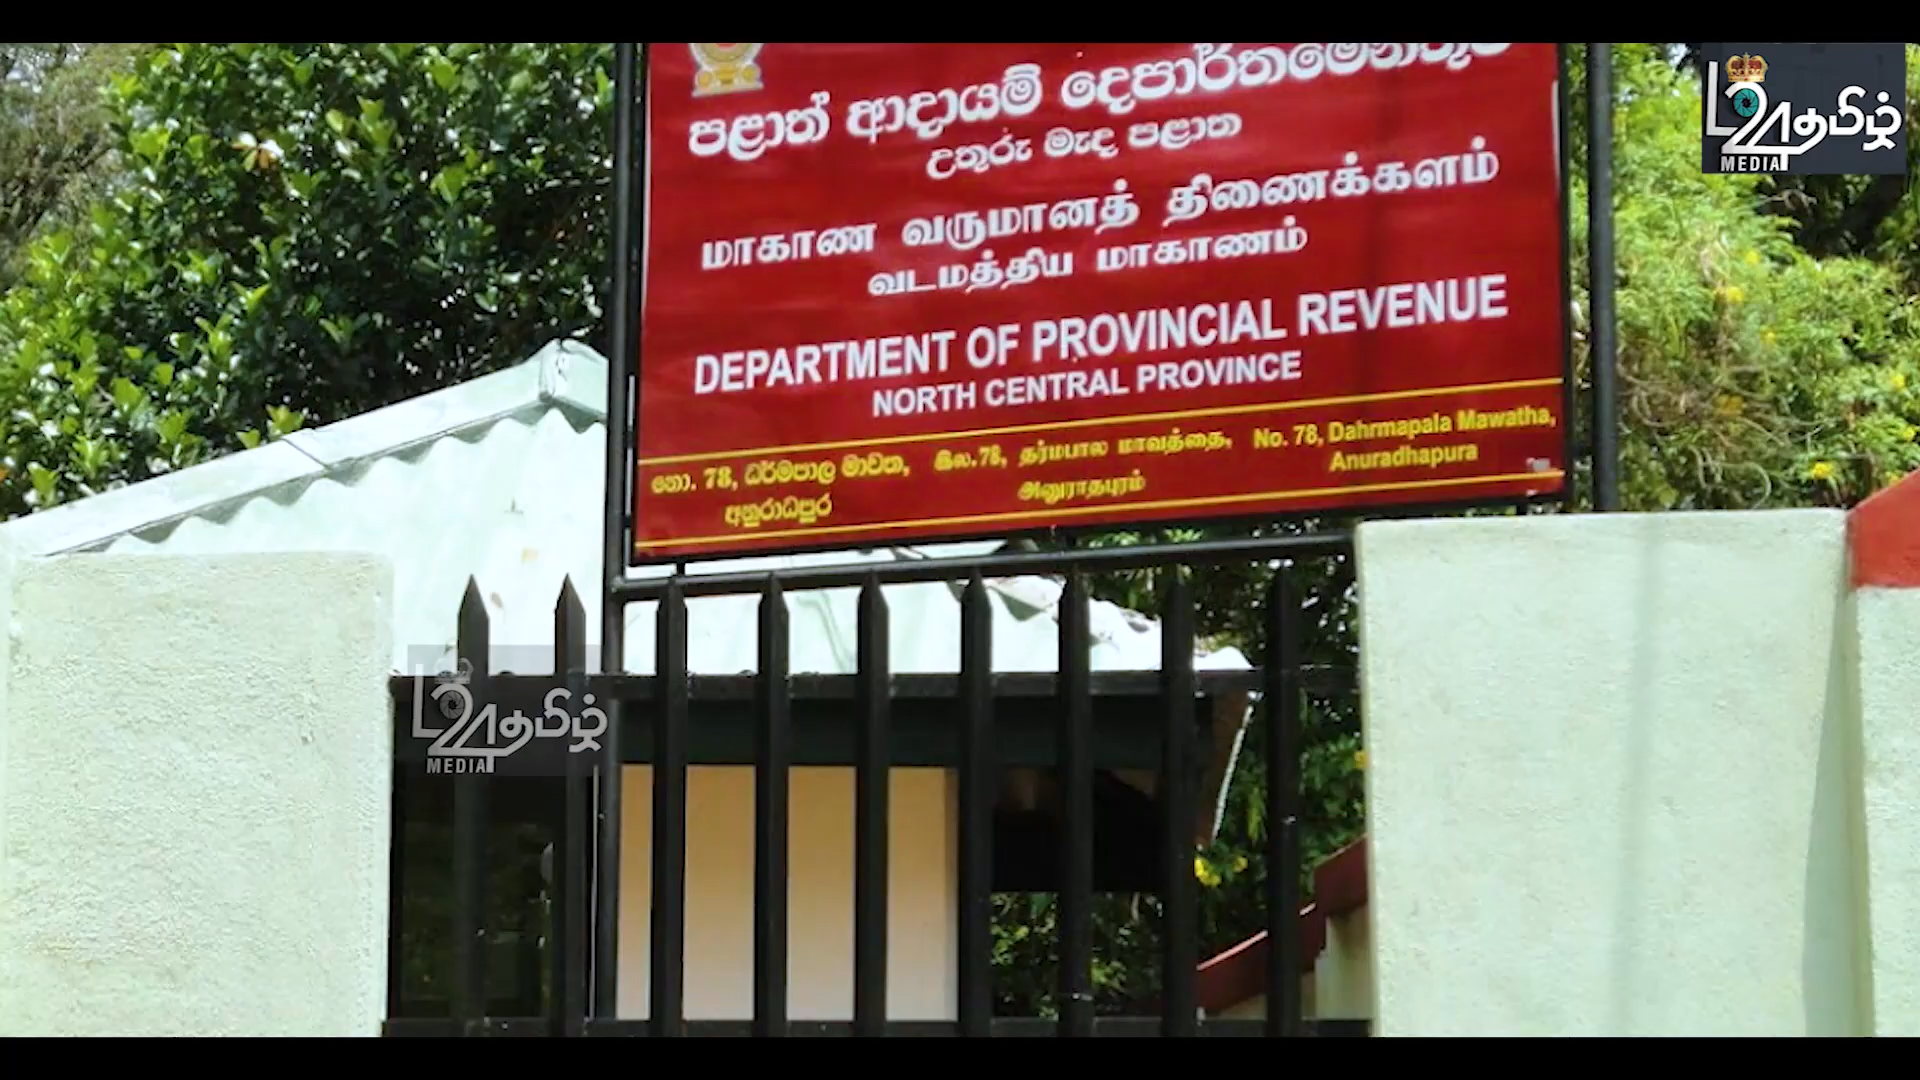 පළාත් ආදායම් දෙපාර්තමේන්තුව
උතුරු මැද පළාත
மாகாண வருமானத் திணைக்களம்
வடமத்திய மாகாணம்
DEPARTMENT OF PROVINCIAL REVENUE
NORTH CENTRAL PROVINCE
නො. 78, ධර්මපාල මාවත,
අනුරාධපුර
இல.78, தர்மபால மாவத்தை,
அனுராதபுரம்
No. 78, Dahrmapala Mawatha,
Anuradhapura
தமிழ்
MEDIA
தமிழ்
MEDIA